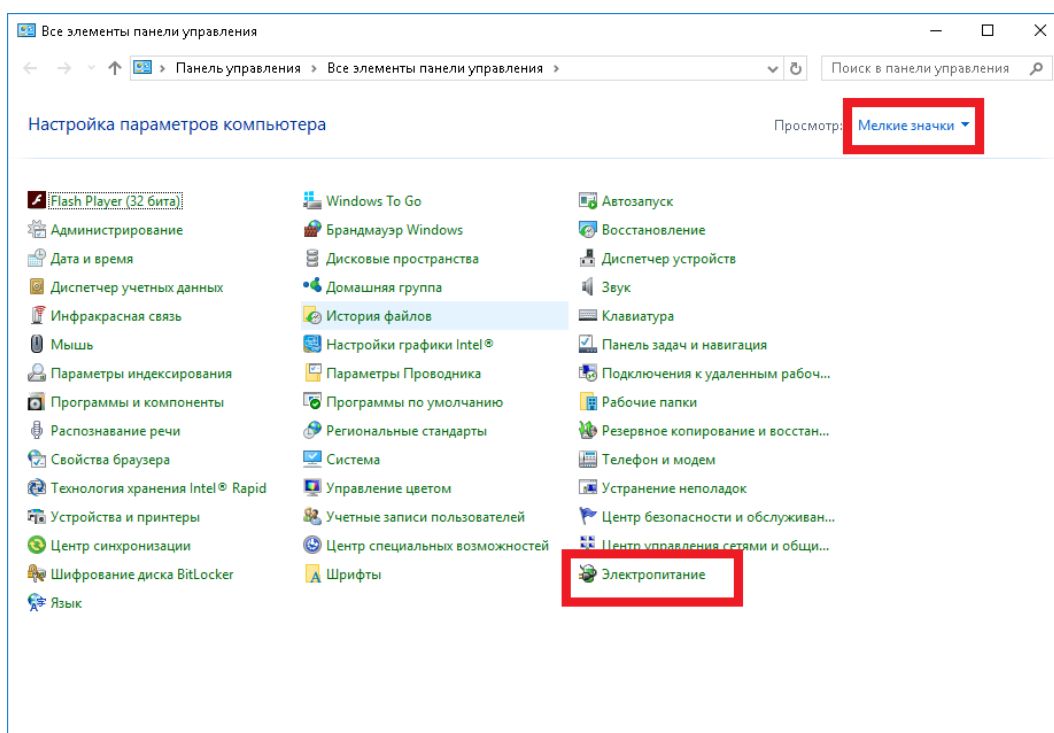 Все элементы панели управления
Панель управления > Все элементы панели управления >
Поиск в панели управления
Настройка параметров компьютера
Просмотр: Мелкие значки
Flash Player (32 бита)
Windows To Go
Автозапуск
Администрирование
Брандмауэр Windows
Восстановление
Дата и время
Дисковые пространства
Диспетчер устройств
Диспетчер учетных данных
Домашняя группа
Звук
Инфракрасная связь
История файлов
Клавиатура
Мышь
Настройки графики Intel®
Панель задач и навигация
Параметры индексирования
Параметры Проводника
Подключения к удаленным рабоч...
Программы и компоненты
Программы по умолчанию
Рабочие папки
Распознавание речи
Региональные стандарты
Резервное копирование и восстан...
Свойства браузера
Система
Телефон и модем
Технология хранения Intel® Rapid
Управление цветом
Устранение неполадок
Устройства и принтеры
Учетные записи пользователей
Центр безопасности и обслуживан...
Центр синхронизации
Центр специальных возможностей
Центр управления сетями и общи...
Шифрование диска BitLocker
Шрифты
Электропитание
Язык